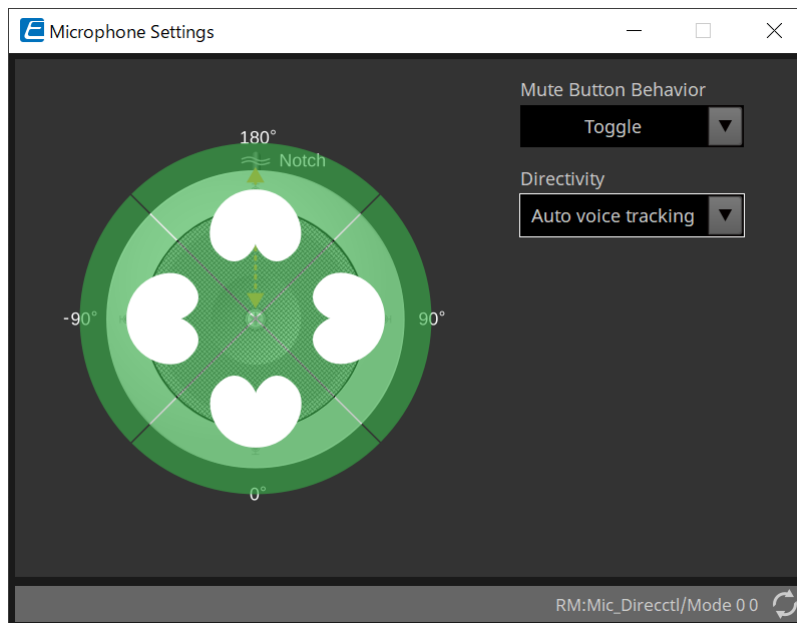 E Microphone Settings
Mute Button Behavior
Toggle
Directivity
Auto voice tracking
180°
Notch
-90°
90°
0°
RM:Mic_Direcctl/Mode 0 0